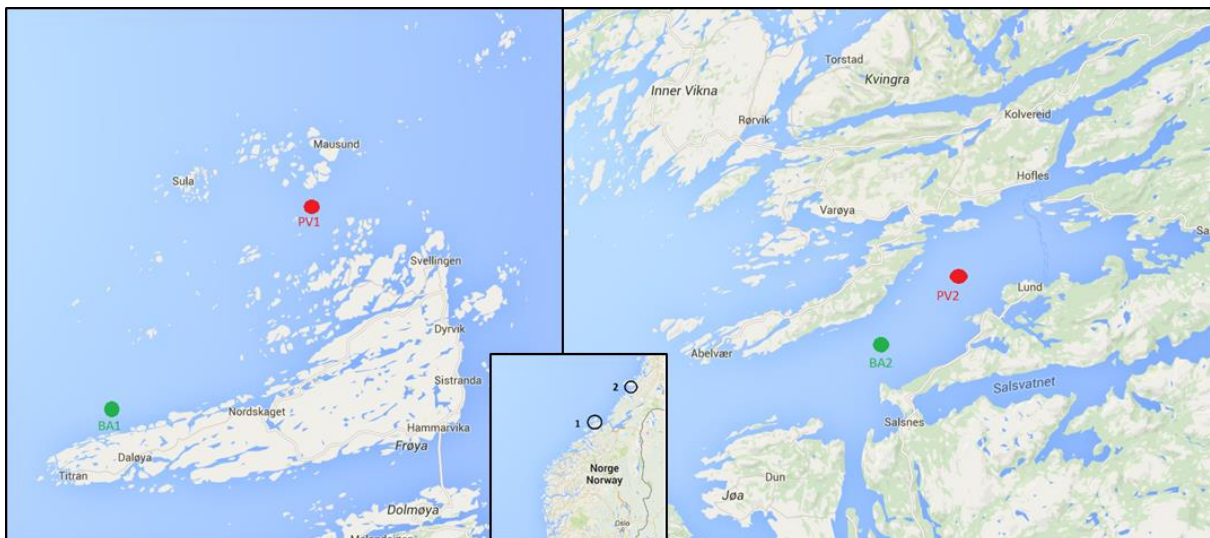 Mausund
Sula
PV1
Svellingen
Dyrvik
Sistranda
Nordskaget
BA1
Hammarvika
Frøya
Daløya
Titran
Dolmøya
Torstad
Kvingra
Inner Vikna
Rørvik
Kolvereid
Hofles
Varøya
PV2
Lund
BA2
Abelvær
Salsvatnet
Salsnes
Dun
Jøa
2
1
Norge
Norway
Oslo